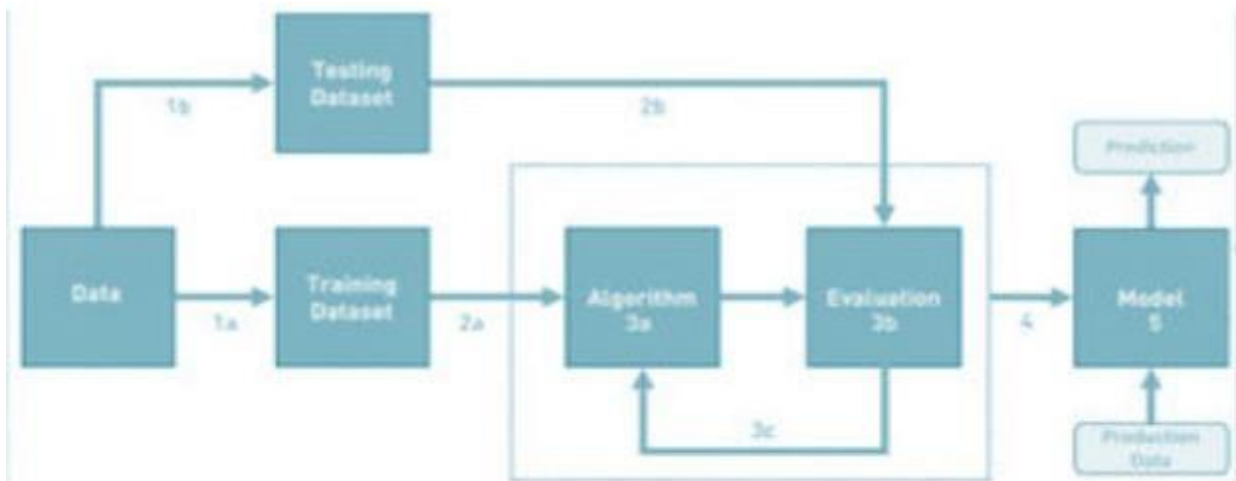 Testing
Dataset
1b
2b
Prediction
Data
Training
Dataset
Algorithm
3a
Evaluation
3b
Model
5
1a
2a
4
3c
Production
Data